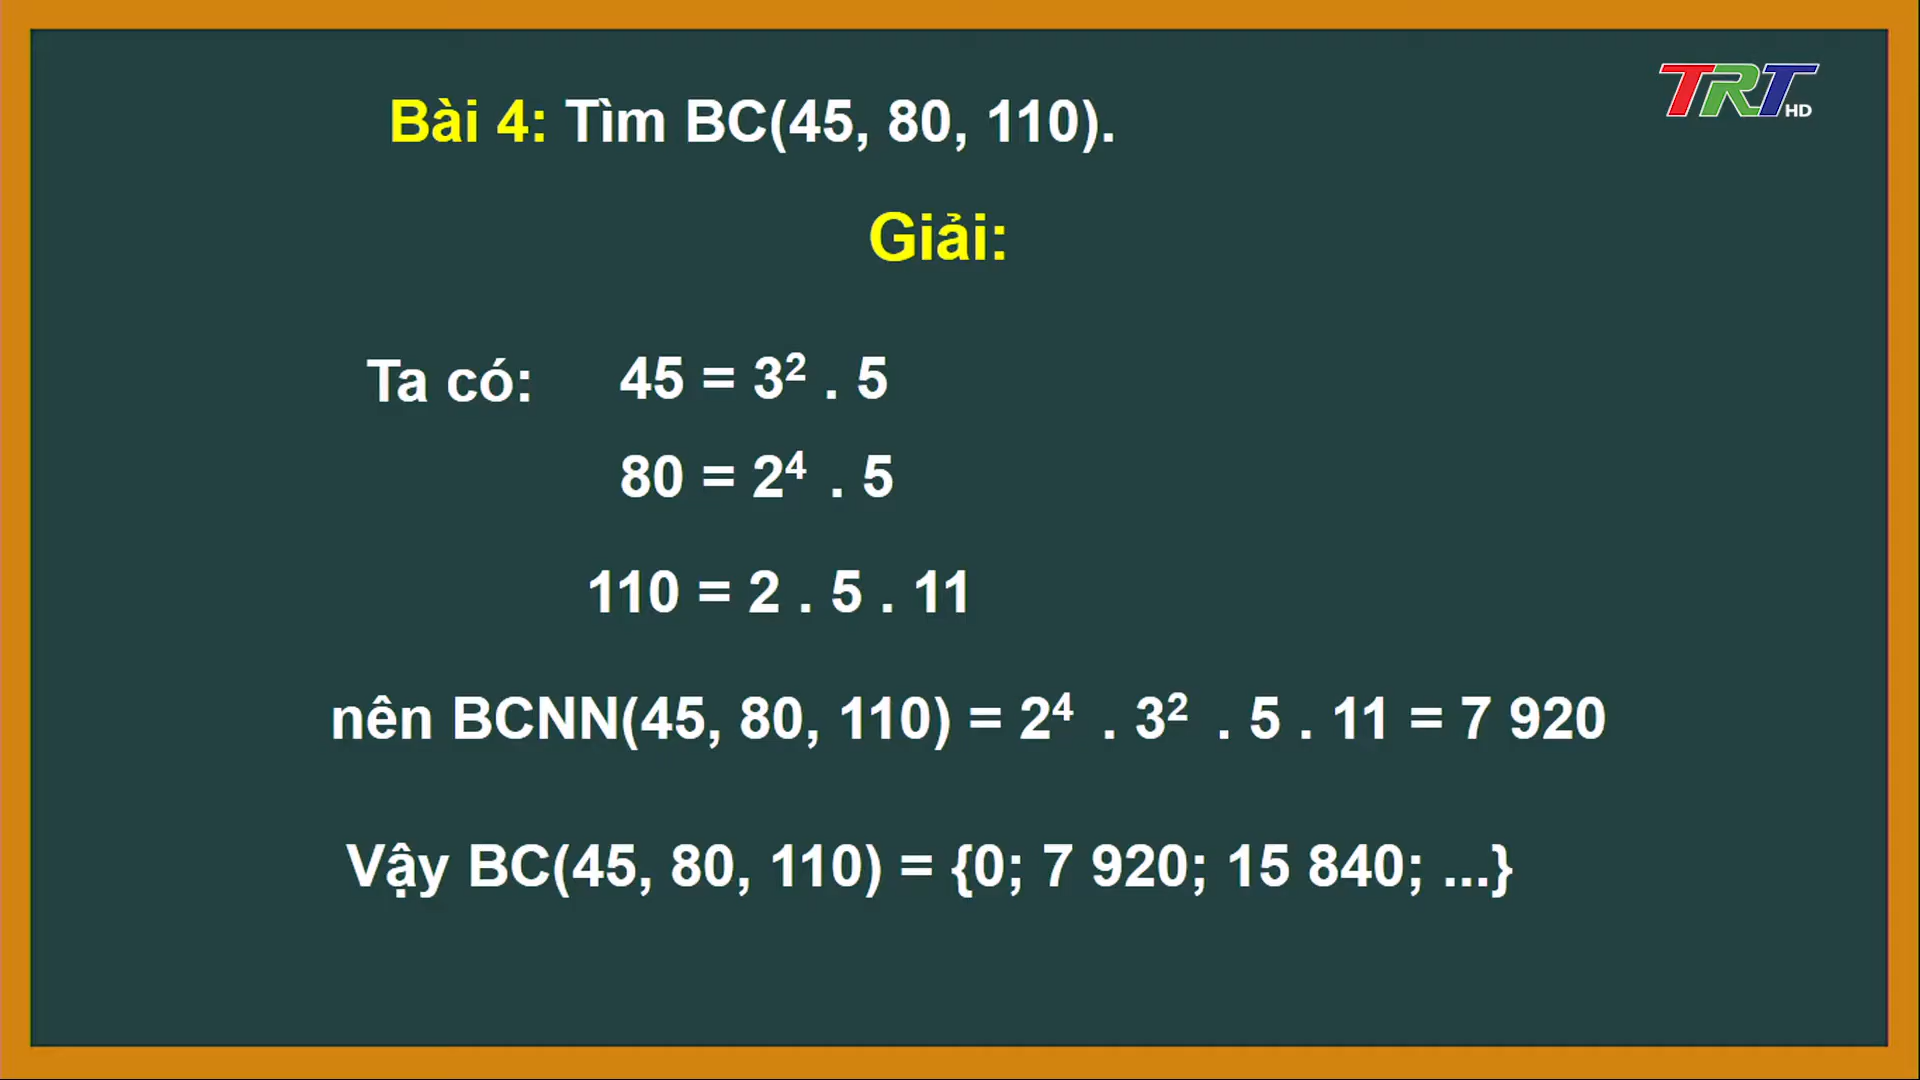 TRT HD
Bài 4: Tìm BC(45, 80, 110).
Giải:
Ta có: 45 = 3² . 5
80 = 2⁴ . 5
110 = 2 . 5 . 11
nên BCNN(45, 80, 110) = 2⁴ . 3² . 5 . 11 = 7 920
Vậy BC(45, 80, 110) = {0; 7 920; 15 840; ...}